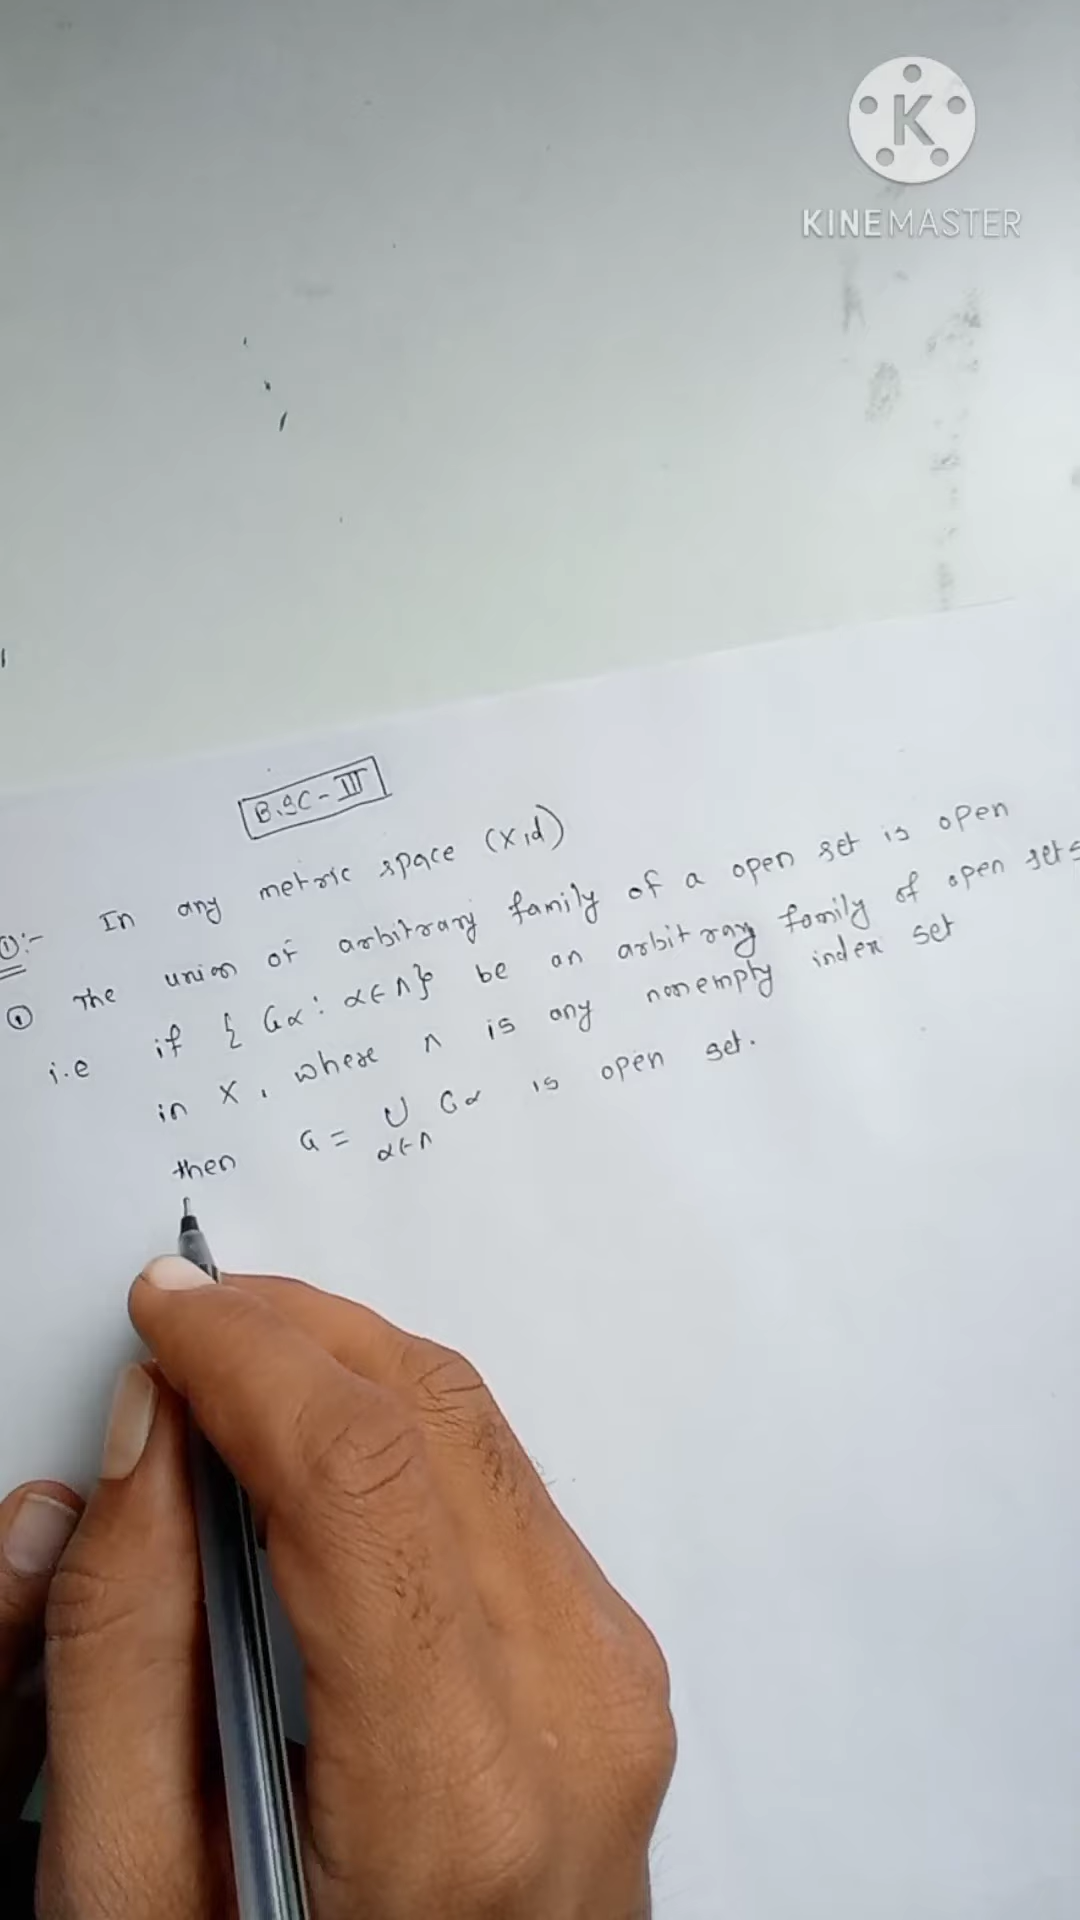 K
KINEMASTER
B.SC-III
①:- In any metric space (X,d)
① The union of arbitrary family of a open set is open
i.e if { Gα : α∈Λ} be an arbitrary family of open sets
in X, where Λ is any nonempty index set
then G = ∪ Gα is open set.
α∈Λ